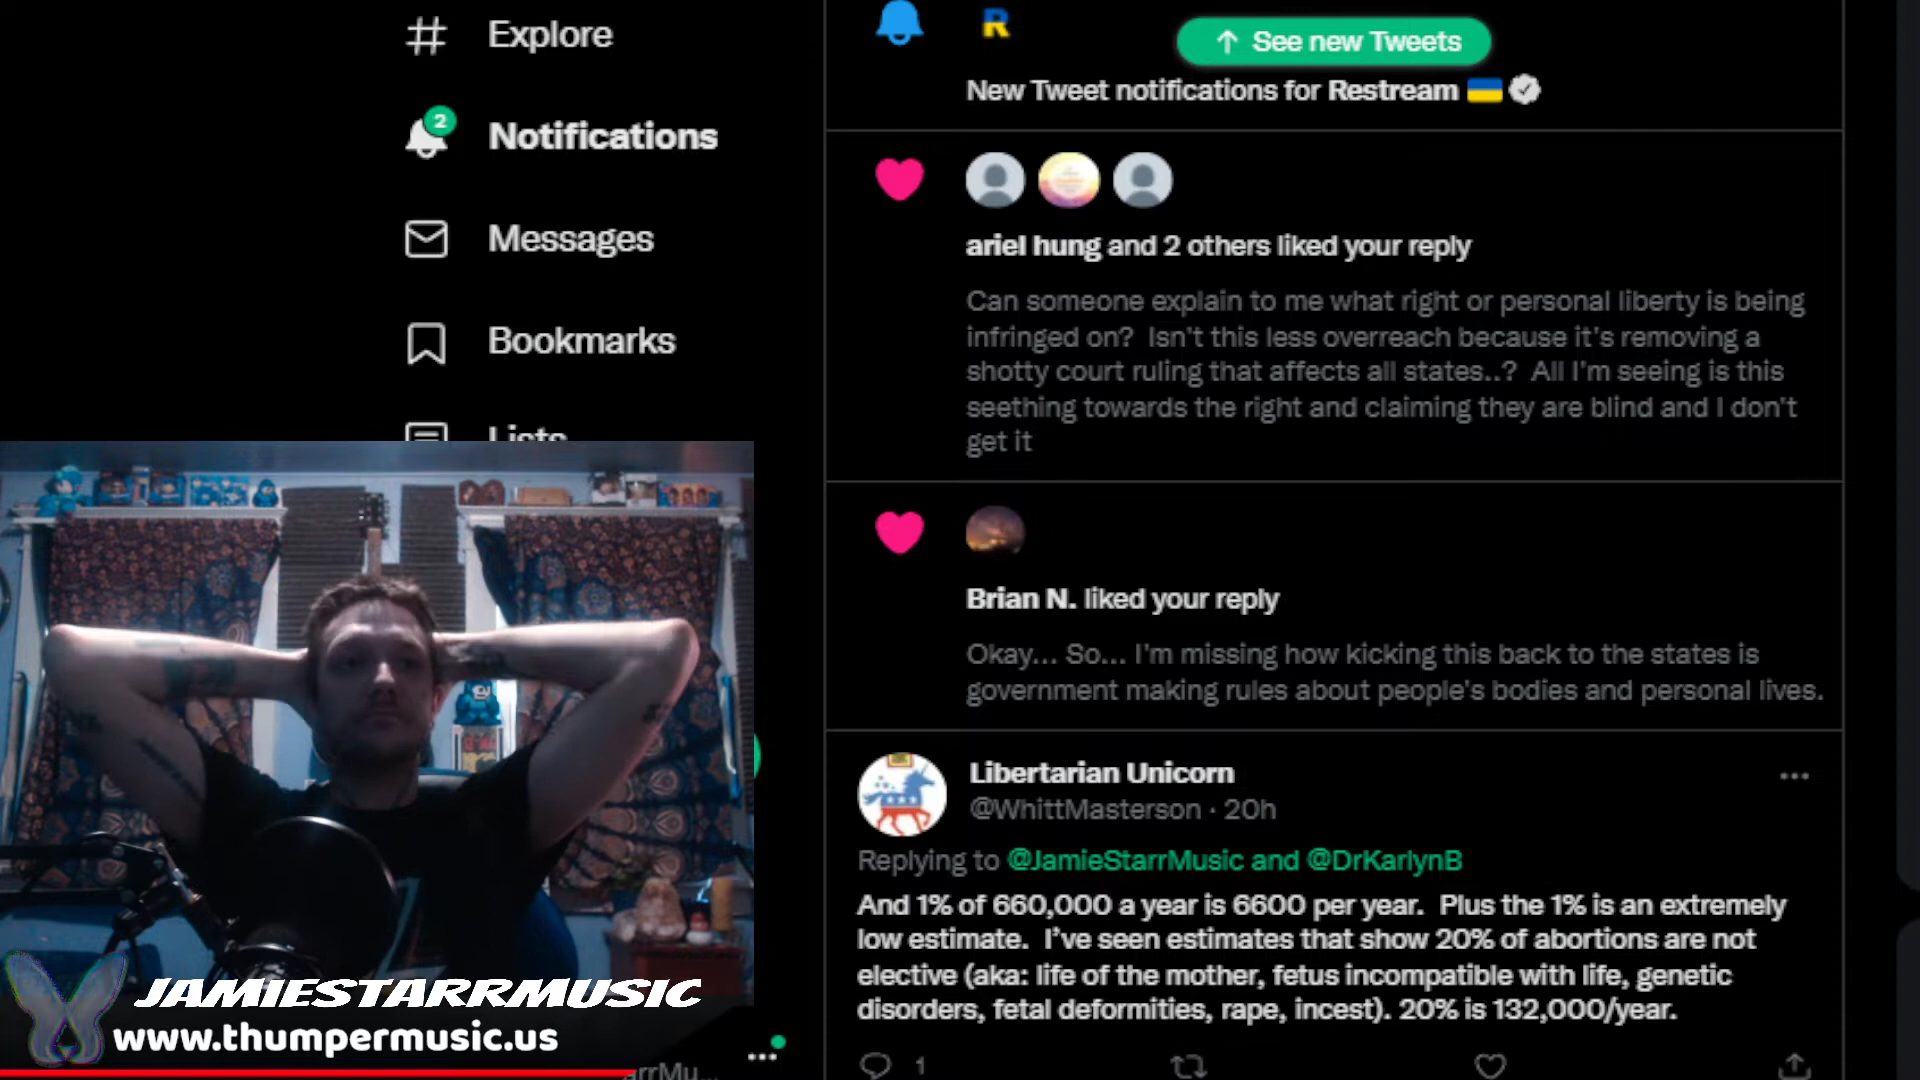 Explore
2
Notifications
Messages
Bookmarks
Lists
R
See new Tweets
New Tweet notifications for Restream
ariel hung and 2 others liked your reply
Can someone explain to me what right or personal liberty is being
infringed on? Isn't this less overreach because it's removing a
shotty court ruling that affects all states..? All I'm seeing is this
seething towards the right and claiming they are blind and I don't
get it
Brian N. liked your reply
Okay... So... I'm missing how kicking this back to the states is
government making rules about people's bodies and personal lives.
Libertarian Unicorn
@WhittMasterson · 20h
Replying to @JamieStarrMusic and @DrKarlynB
And 1% of 660,000 a year is 6600 per year. Plus the 1% is an extremely
low estimate. I've seen estimates that show 20% of abortions are not
elective (aka: life of the mother, fetus incompatible with life, genetic
disorders, fetal deformities, rape, incest). 20% is 132,000/year.
1
JAMIESTARRMUSIC
www.thumpermusic.us
arrMu...